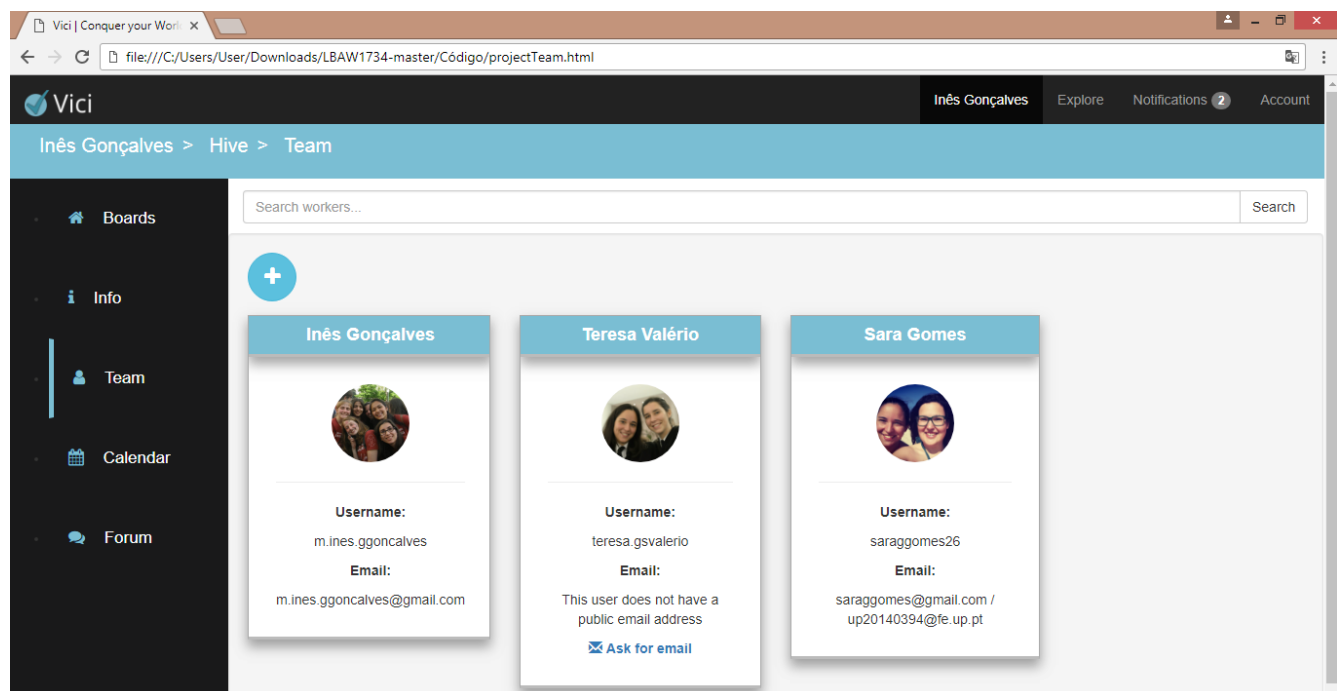 Vici | Conquer your Work
file:///C:/Users/User/Downloads/LBAW1734-master/Código/projectTeam.html
Vici
Inês Gonçalves Explore Notifications 2 Account
Inês Gonçalves > Hive > Team
Search workers... Search
Boards
Info
Team
Calendar
Forum
Inês Gonçalves
Username:
m.ines.ggoncalves
Email:
m.ines.ggoncalves@gmail.com
Teresa Valério
Username:
teresa.gsvalerio
Email:
This user does not have a
public email address
Ask for email
Sara Gomes
Username:
saraggomes26
Email:
saraggomes@gmail.com /
up20140394@fe.up.pt